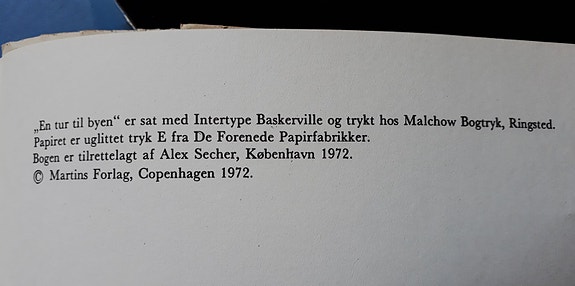 „En tur til byen“ er sat med Intertype Baskerville og trykt hos Malchow Bogtryk, Ringsted.
Papiret er uglittet tryk E fra De Forenede Papirfabrikker.
Bogen er tilrettelagt af Alex Secher, København 1972.
© Martins Forlag, Copenhagen 1972.